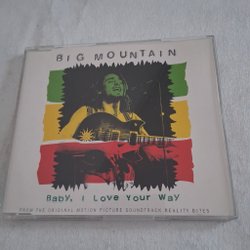 BIG MOUNTAIN
Baby, I Love Your Way
FROM THE ORIGINAL MOTION PICTURE SOUNDTRACK REALITY BITES